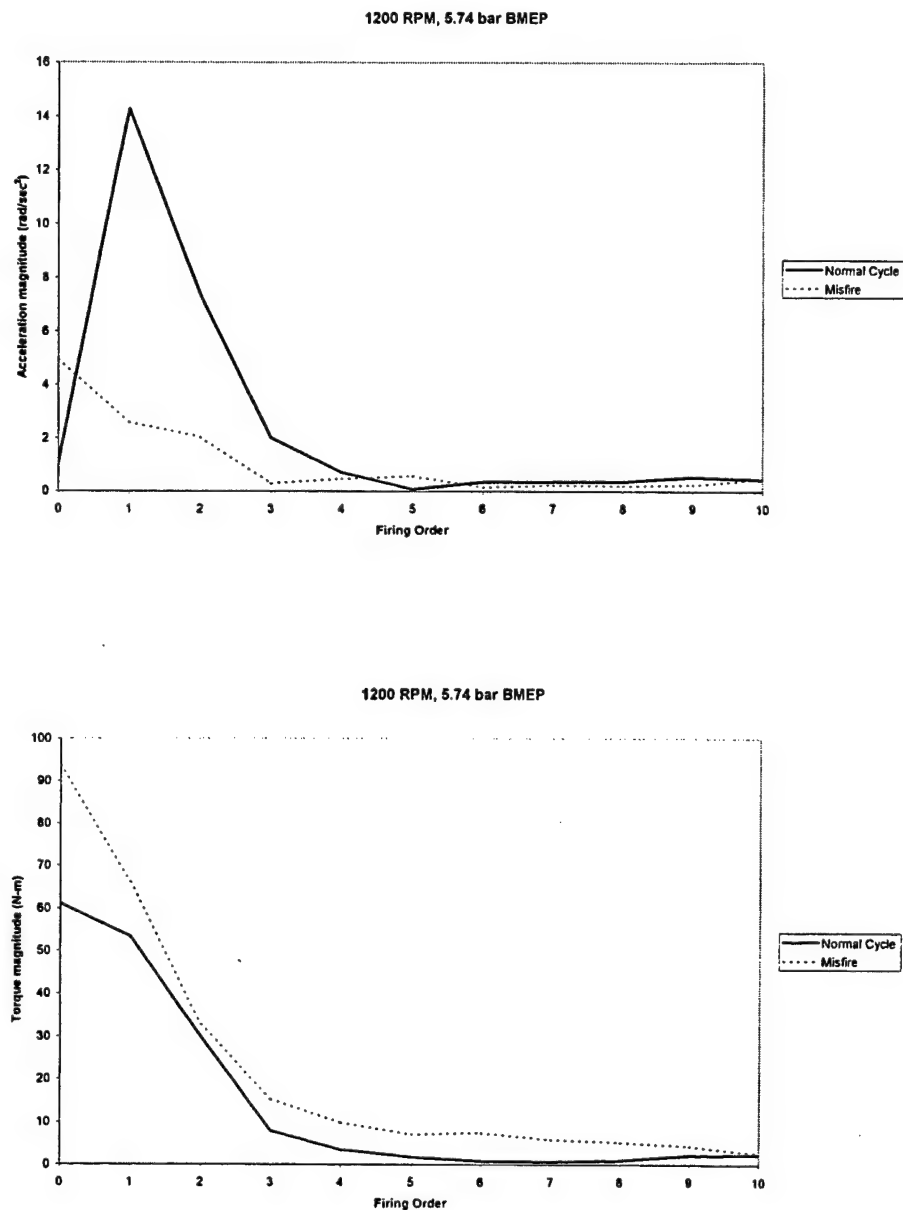 1200 RPM, 5.74 bar BMEP
16
14
12
10
8
6
4
2
0
Acceleration magnitude (rad/sec²)
0 1 2 3 4 5 6 7 8 9 10
Firing Order
Normal Cycle
Misfire
1200 RPM, 5.74 bar BMEP
100
90
80
70
60
50
40
30
20
10
0
Torque magnitude (N-m)
0 1 2 3 4 5 6 7 8 9 10
Firing Order
Normal Cycle
Misfire